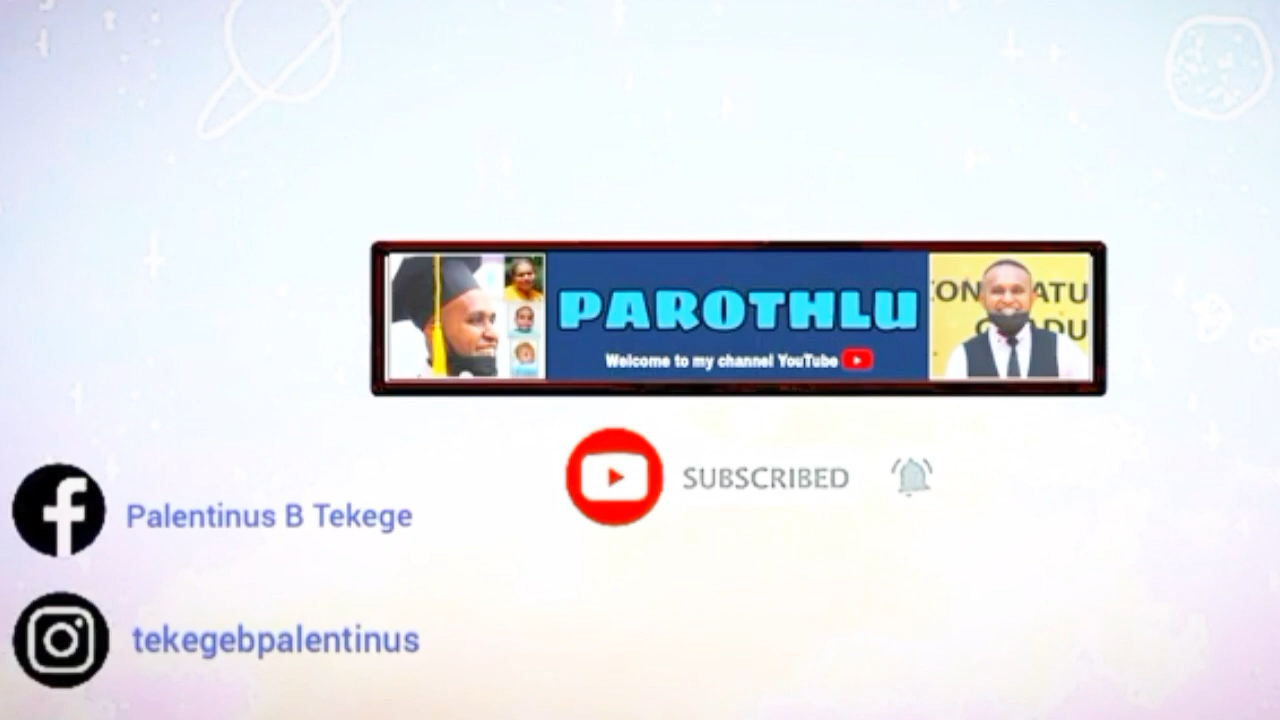 PAROTHLU
Welcome to my channel YouTube
SUBSCRIBED
Palentinus B Tekege
tekegebpalentinus